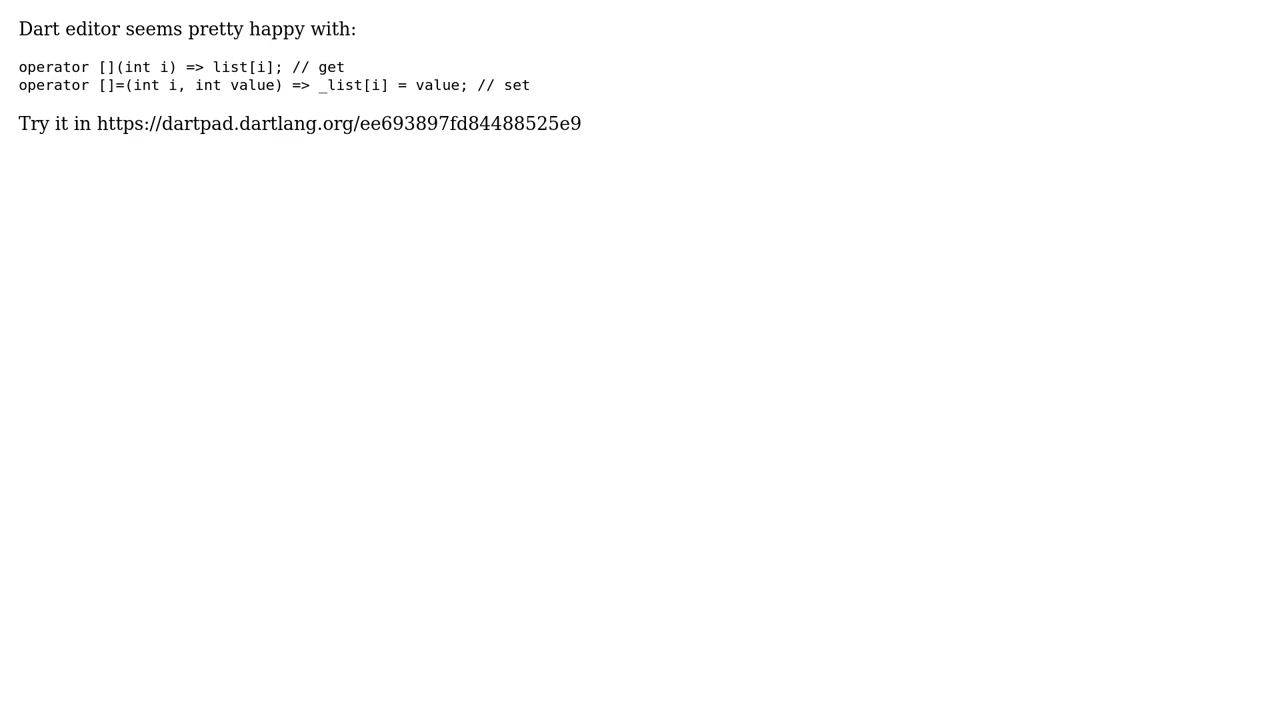 Dart editor seems pretty happy with:
operator [](int i) => list[i]; // get
operator []=(int i, int value) => _list[i] = value; // set
Try it in https://dartpad.dartlang.org/ee693897fd84488525e9